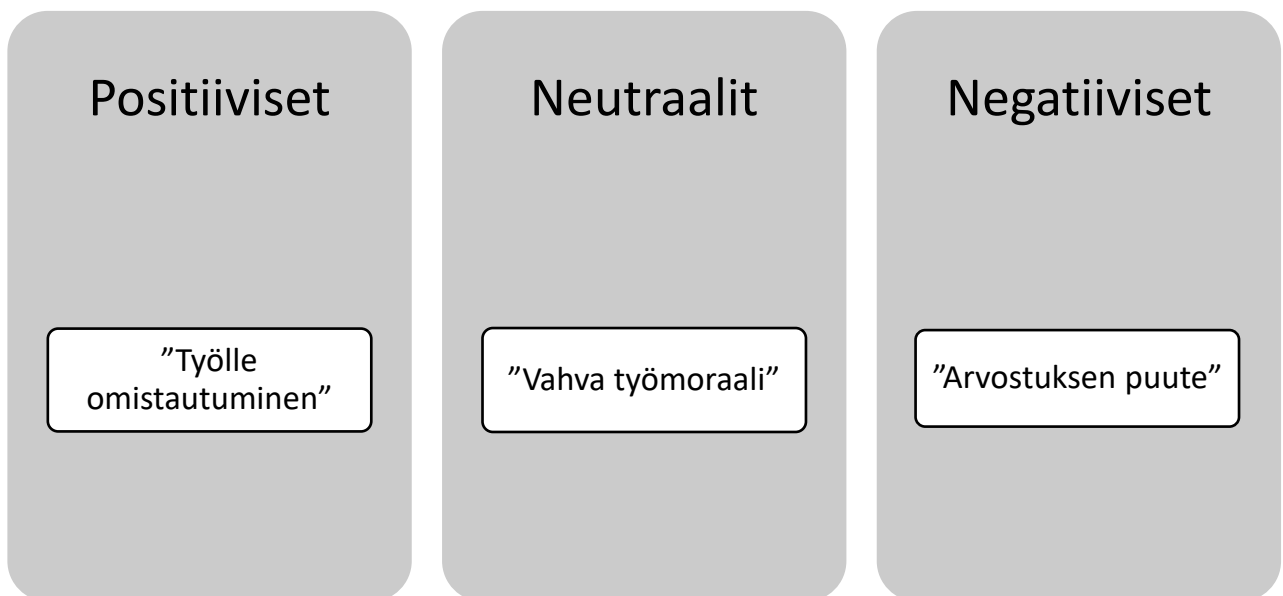 Positiiviset
Neutraalit
Negatiiviset
”Työlle
omistautuminen”
”Vahva työmoraali”
”Arvostuksen puute”